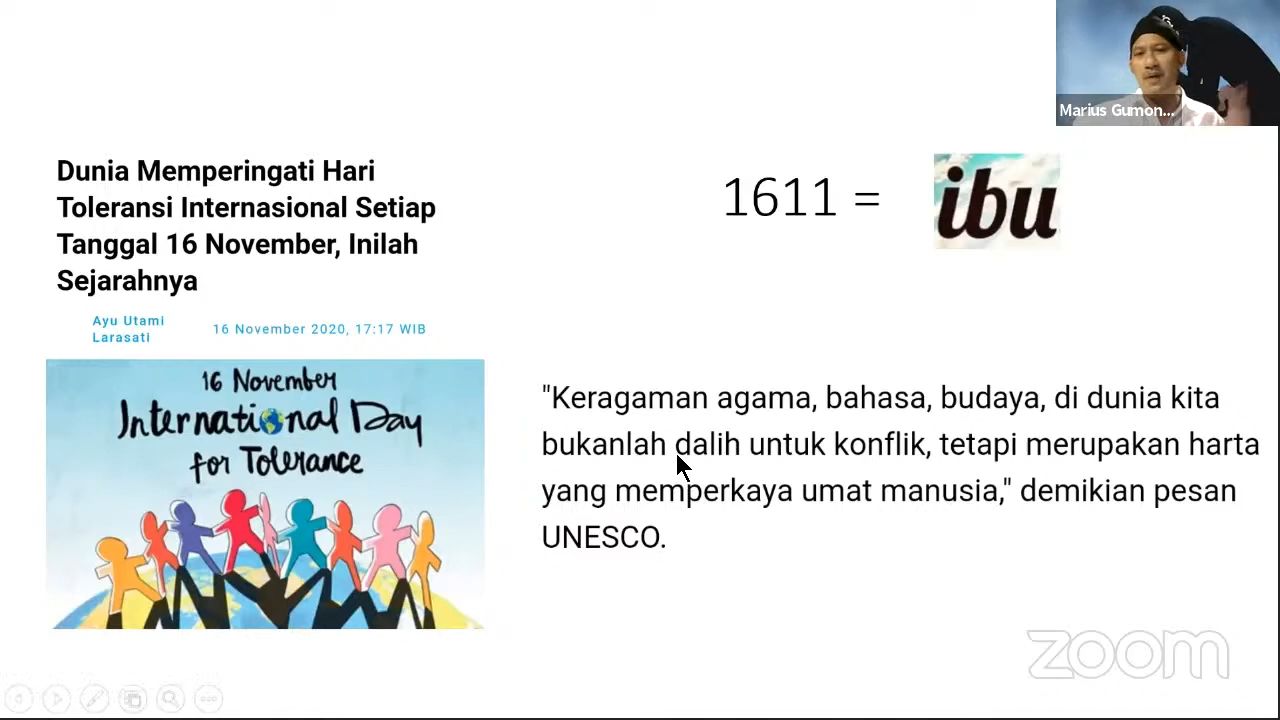 Marius Gumon...
Dunia Memperingati Hari
Toleransi Internasional Setiap
Tanggal 16 November, Inilah
Sejarahnya
Ayu Utami
Larasati
16 November 2020, 17:17 WIB
16 November
International Day
for Tolerance
1611 =
ibu
"Keragaman agama, bahasa, budaya, di dunia kita
bukanlah dalih untuk konflik, tetapi merupakan harta
yang memperkaya umat manusia," demikian pesan
UNESCO.
zoom